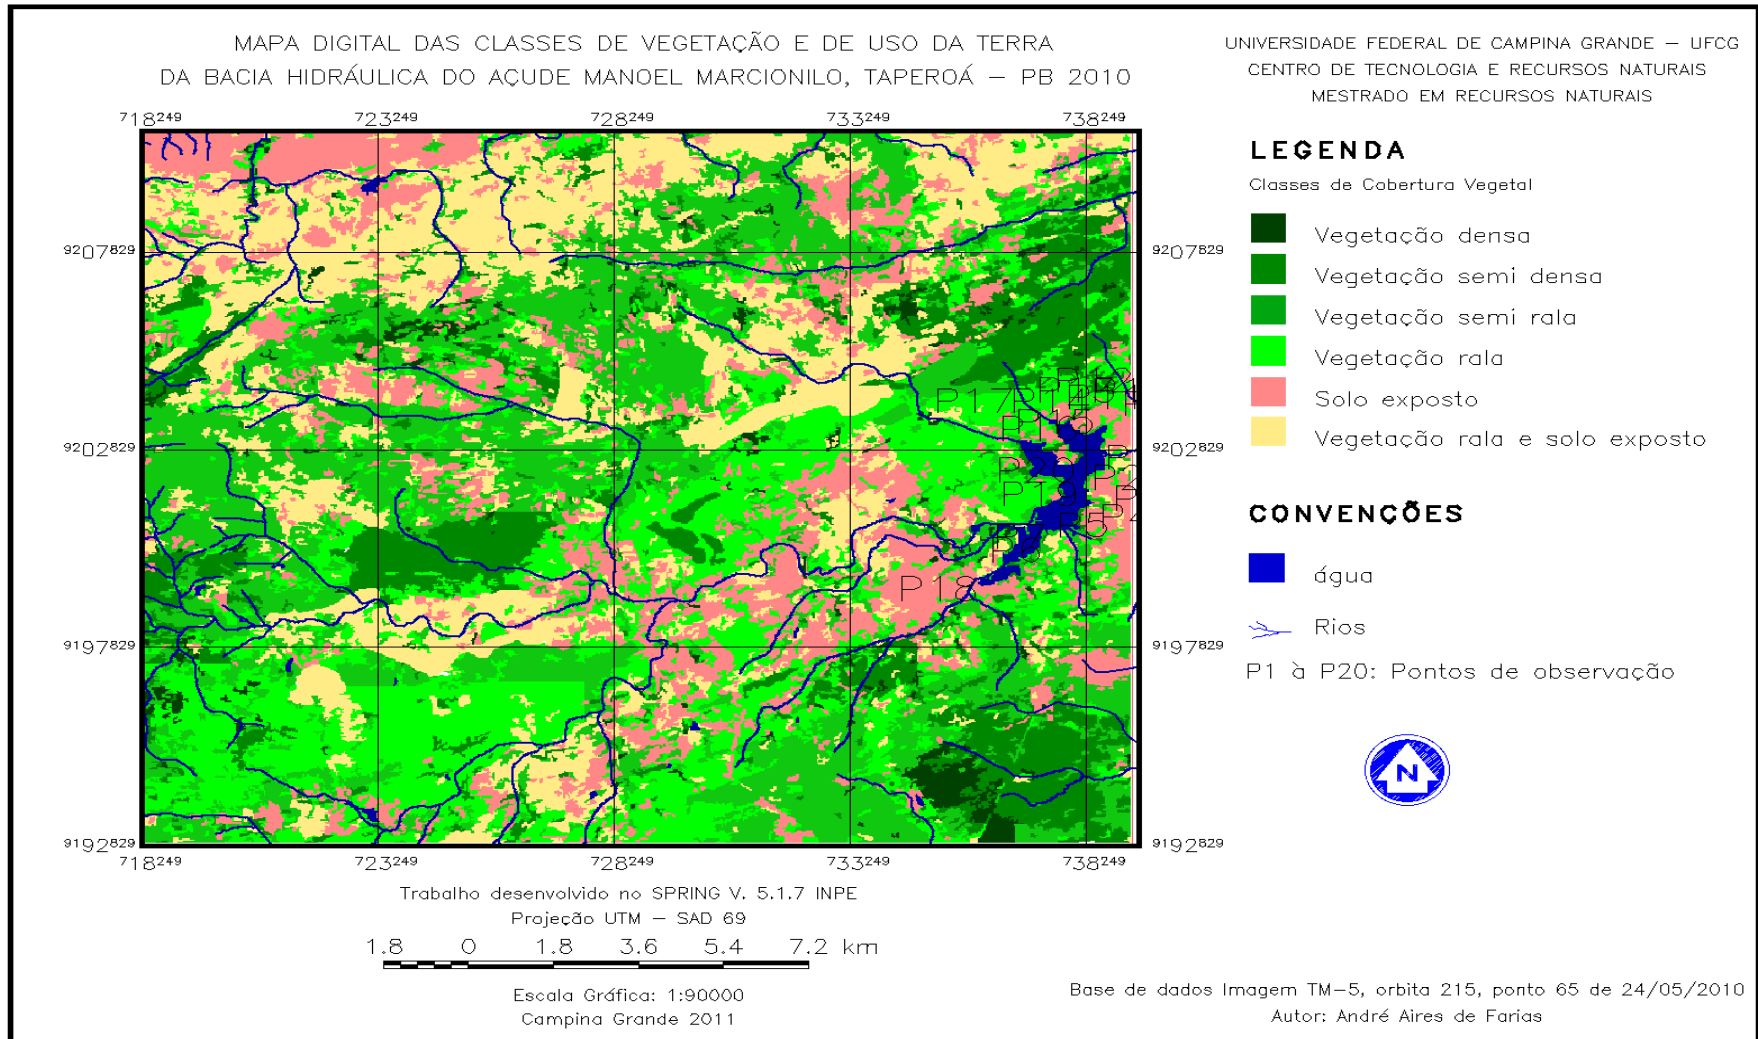 MAPA DIGITAL DAS CLASSES DE VEGETAÇÃO E DE USO DA TERRA
DA BACIA HIDRÁULICA DO AÇUDE MANOEL MARCIONILO, TAPEROÁ – PB 2010
UNIVERSIDADE FEDERAL DE CAMPINA GRANDE – UFCG
CENTRO DE TECNOLOGIA E RECURSOS NATURAIS
MESTRADO EM RECURSOS NATURAIS
718249 723249 728249 733249 738249
9207829 9207829
9202829 9202829
9197829 9197829
9192829 9192829
718249 723249 728249 733249 738249
P17
P19
P5
P18
LEGENDA
Classes de Cobertura Vegetal
Vegetação densa
Vegetação semi densa
Vegetação semi rala
Vegetação rala
Solo exposto
Vegetação rala e solo exposto
CONVENÇÕES
água
Rios
P1 à P20: Pontos de observação
N
Trabalho desenvolvido no SPRING V. 5.1.7 INPE
Projeção UTM – SAD 69
1.8 0 1.8 3.6 5.4 7.2 km
Escala Gráfica: 1:90000
Campina Grande 2011
Base de dados Imagem TM–5, orbita 215, ponto 65 de 24/05/2010
Autor: André Aires de Farias